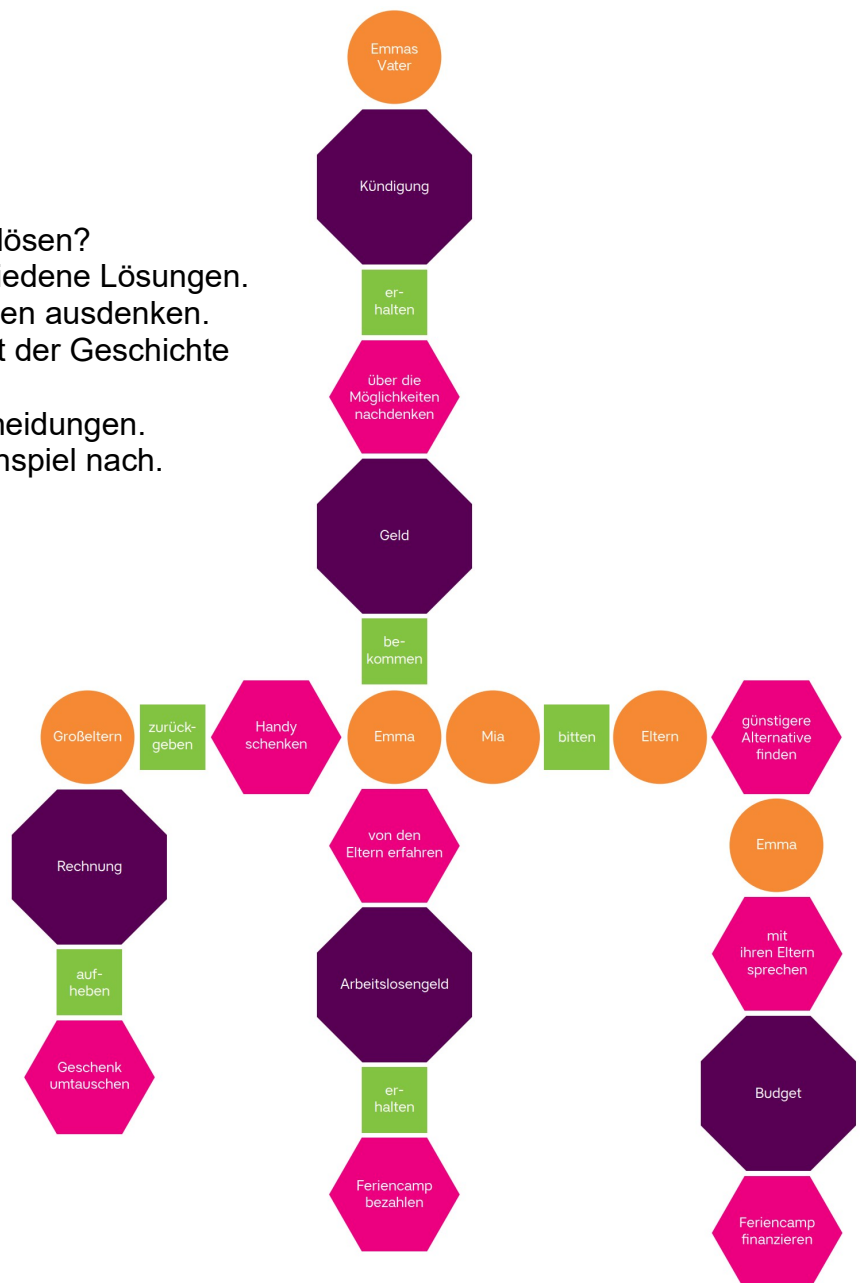 Emmas
Vater
Kündigung
lösen?
iedene Lösungen.
en ausdenken.
t der Geschichte
er-
halten
über die
Möglichkeiten
nachdenken
neidungen.
nspiel nach.
Geld
be-
kommen
Großeltern
zurück-
geben
Handy
schenken
Emma
Mia
bitten
Eltern
günstigere
Alternative
finden
Rechnung
von den
Eltern erfahren
Emma
auf-
heben
Arbeitslosengeld
mit
ihren Eltern
sprechen
Geschenk
umtauschen
er-
halten
Budget
Feriencamp
bezahlen
Feriencamp
finanzieren